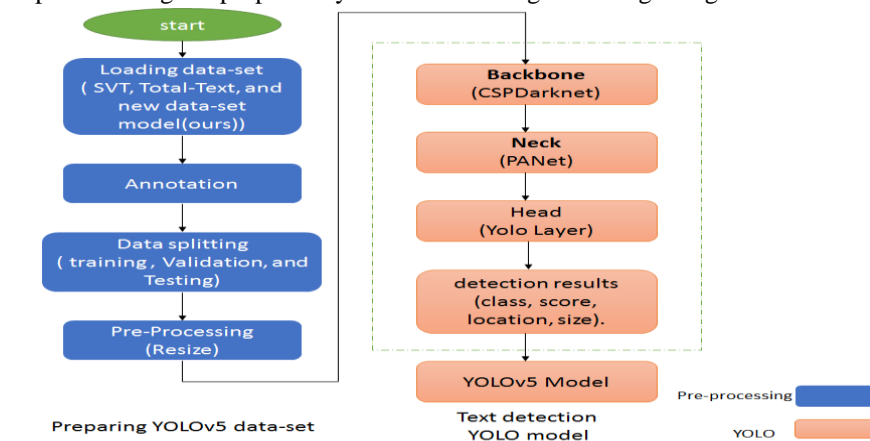 start
Loading data-set
( SVT, Total-Text, and
new data-set
model(ours))
Annotation
Data splitting
( training , Validation, and
Testing)
Pre-Processing
(Resize)
Preparing YOLOv5 data-set
Backbone
(CSPDarknet)
Neck
(PANet)
Head
(Yolo Layer)
detection results
(class, score,
location, size).
YOLOv5 Model
Text detection
YOLO model
Pre-processing
YOLO